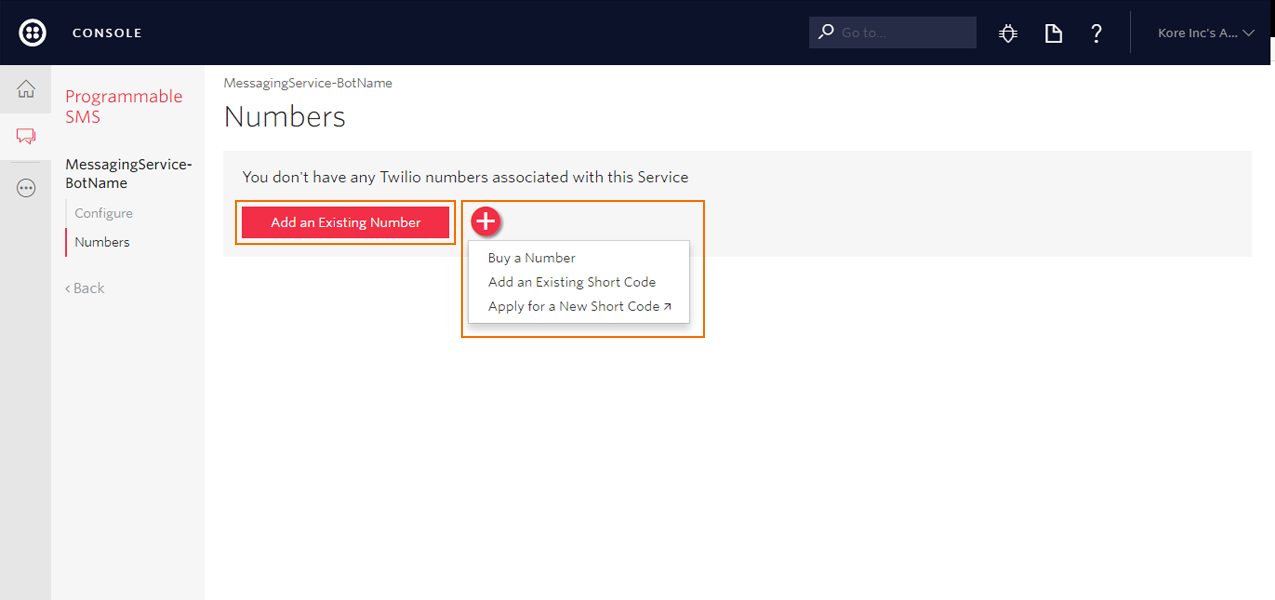 CONSOLE
Go to...
Kore Inc's A...
Programmable
SMS
MessagingService-
BotName
Configure
Numbers
‹ Back
MessagingService-BotName
Numbers
You don't have any Twilio numbers associated with this Service
Add an Existing Number
Buy a Number
Add an Existing Short Code
Apply for a New Short Code